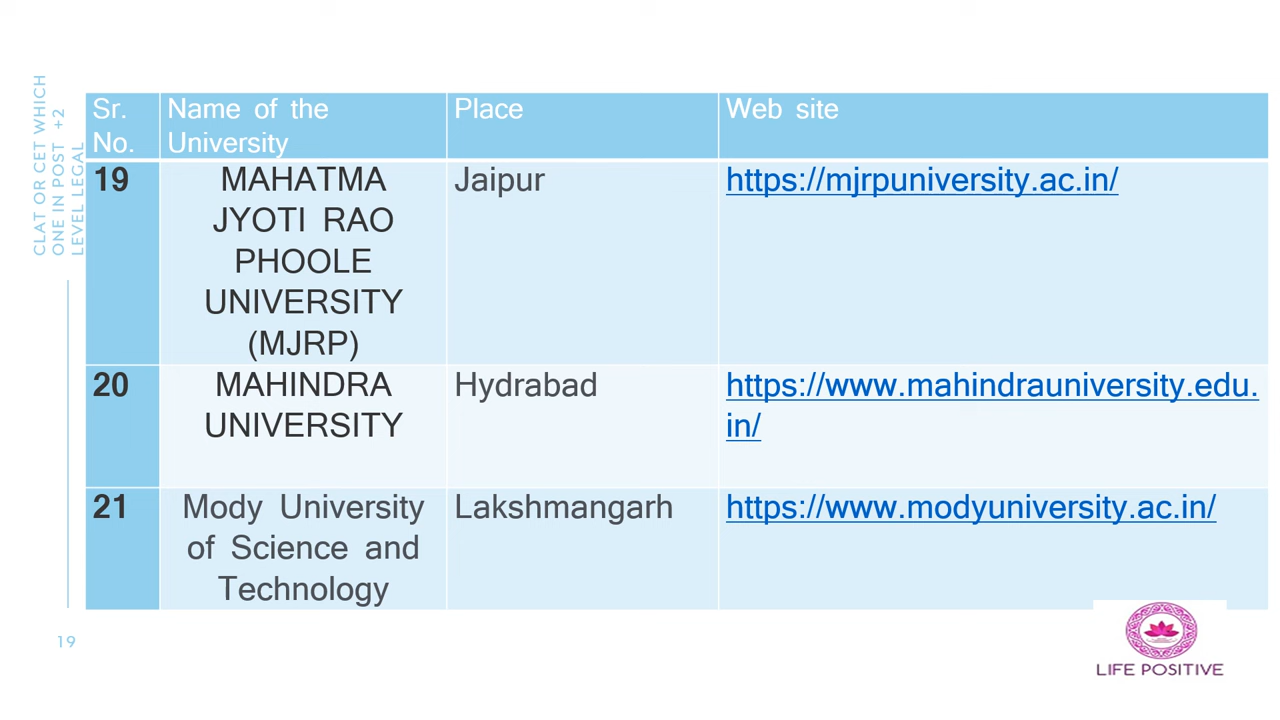 CLAT OR CET WHICH
ONE IN POST +2
LEVEL LEGAL
Sr. No. Name of the University Place Web site
19 MAHATMA JYOTI RAO PHOOLE UNIVERSITY (MJRP) Jaipur https://mjrpuniversity.ac.in/
20 MAHINDRA UNIVERSITY Hydrabad https://www.mahindrauniversity.edu.in/
21 Mody University of Science and Technology Lakshmangarh https://www.modyuniversity.ac.in/
19
LIFE POSITIVE